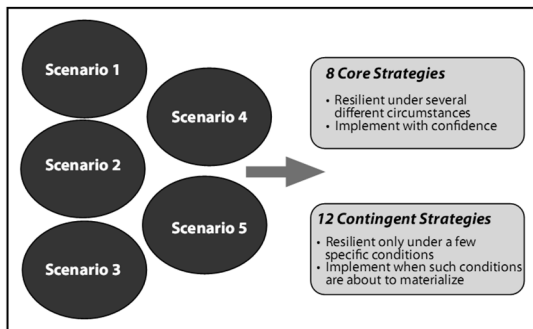 Scenario 1
Scenario 2
Scenario 3
Scenario 4
Scenario 5
8 Core Strategies
• Resilient under several
different circumstances
• Implement with confidence
12 Contingent Strategies
• Resilient only under a few
specific conditions
• Implement when such conditions
are about to materialize